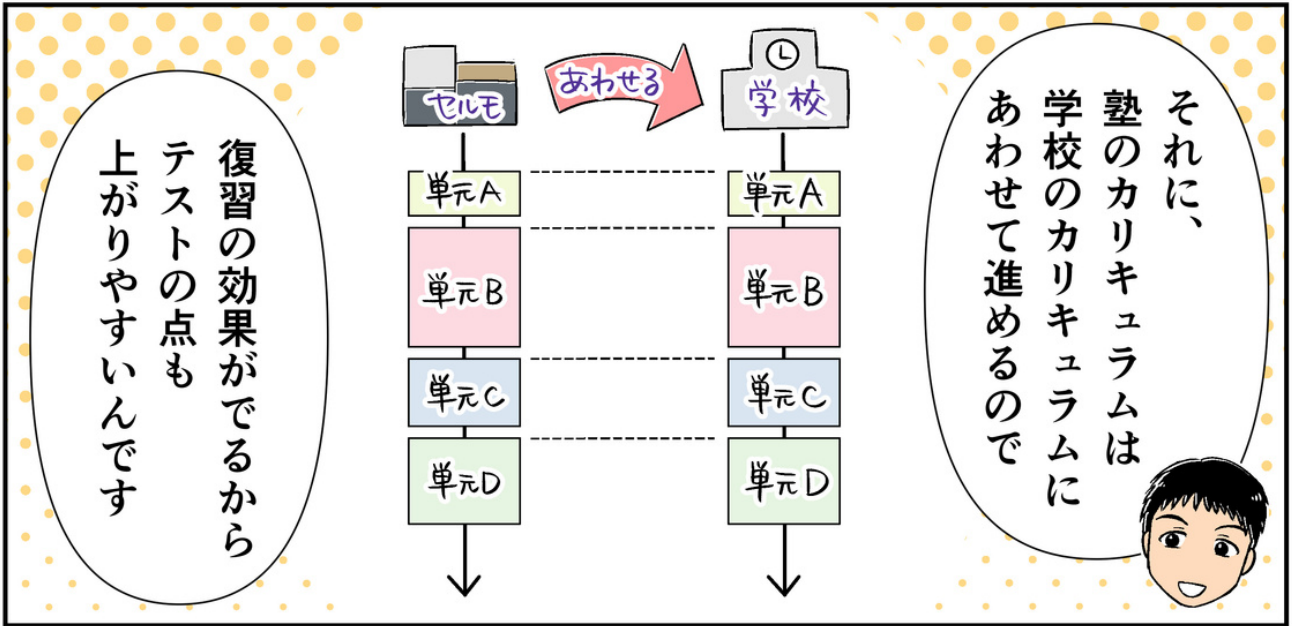 それに、
塾のカリキュラムは
学校のカリキュラムに
あわせて進めるので
セルモ
あわせる
学校
単元A
単元A
単元B
単元B
単元C
単元C
単元D
単元D
復習の効果がでるから
テストの点も
上がりやすいんです